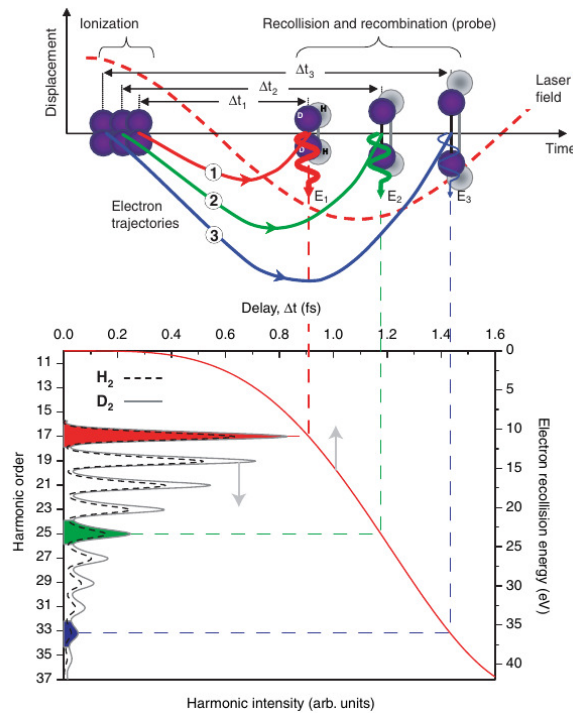 Ionization
Recollision and recombination (probe)
Displacement
Δt₃
Δt₂
Δt₁
Laser field
H
D
D
H
Time
1
2
3
Electron trajectories
E₁
E₂
E₃
Delay, Δt (fs)
0.0 0.2 0.4 0.6 0.8 1.0 1.2 1.4 1.6
H₂
D₂
Harmonic order
11
13
15
17
19
21
23
25
27
29
31
33
35
37
0
5
10
15
20
25
30
35
40
Electron recollision energy (eV)
Harmonic intensity (arb. units)